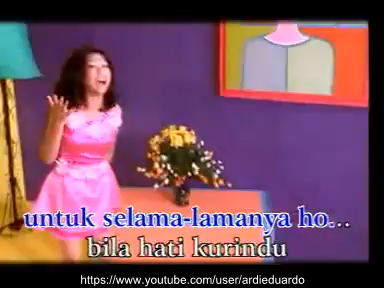 untuk selama-lamanya ho...
bila hati kurindu
https://www.youtube.com/user/ardieduardo